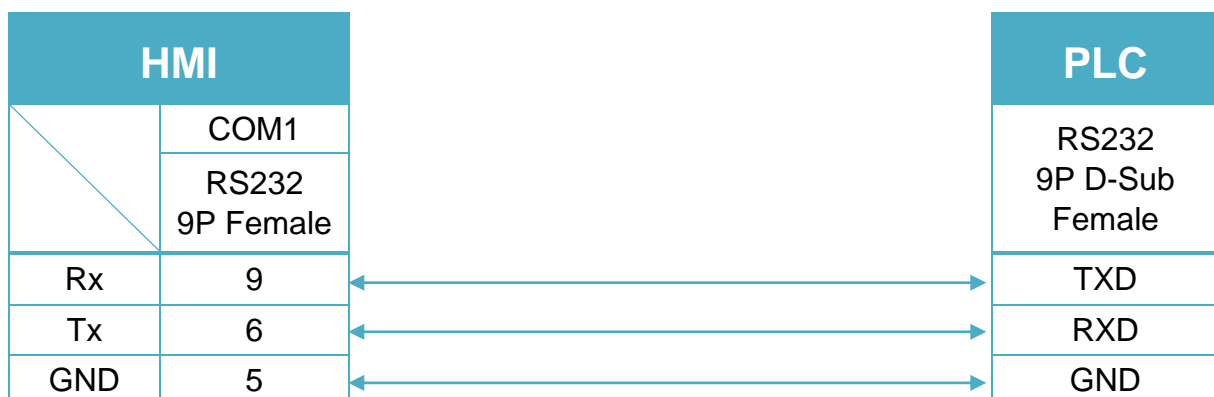 HMI
PLC
COM1
RS232
9P Female
RS232
9P D-Sub
Female
Rx 9 TXD
Tx 6 RXD
GND 5 GND